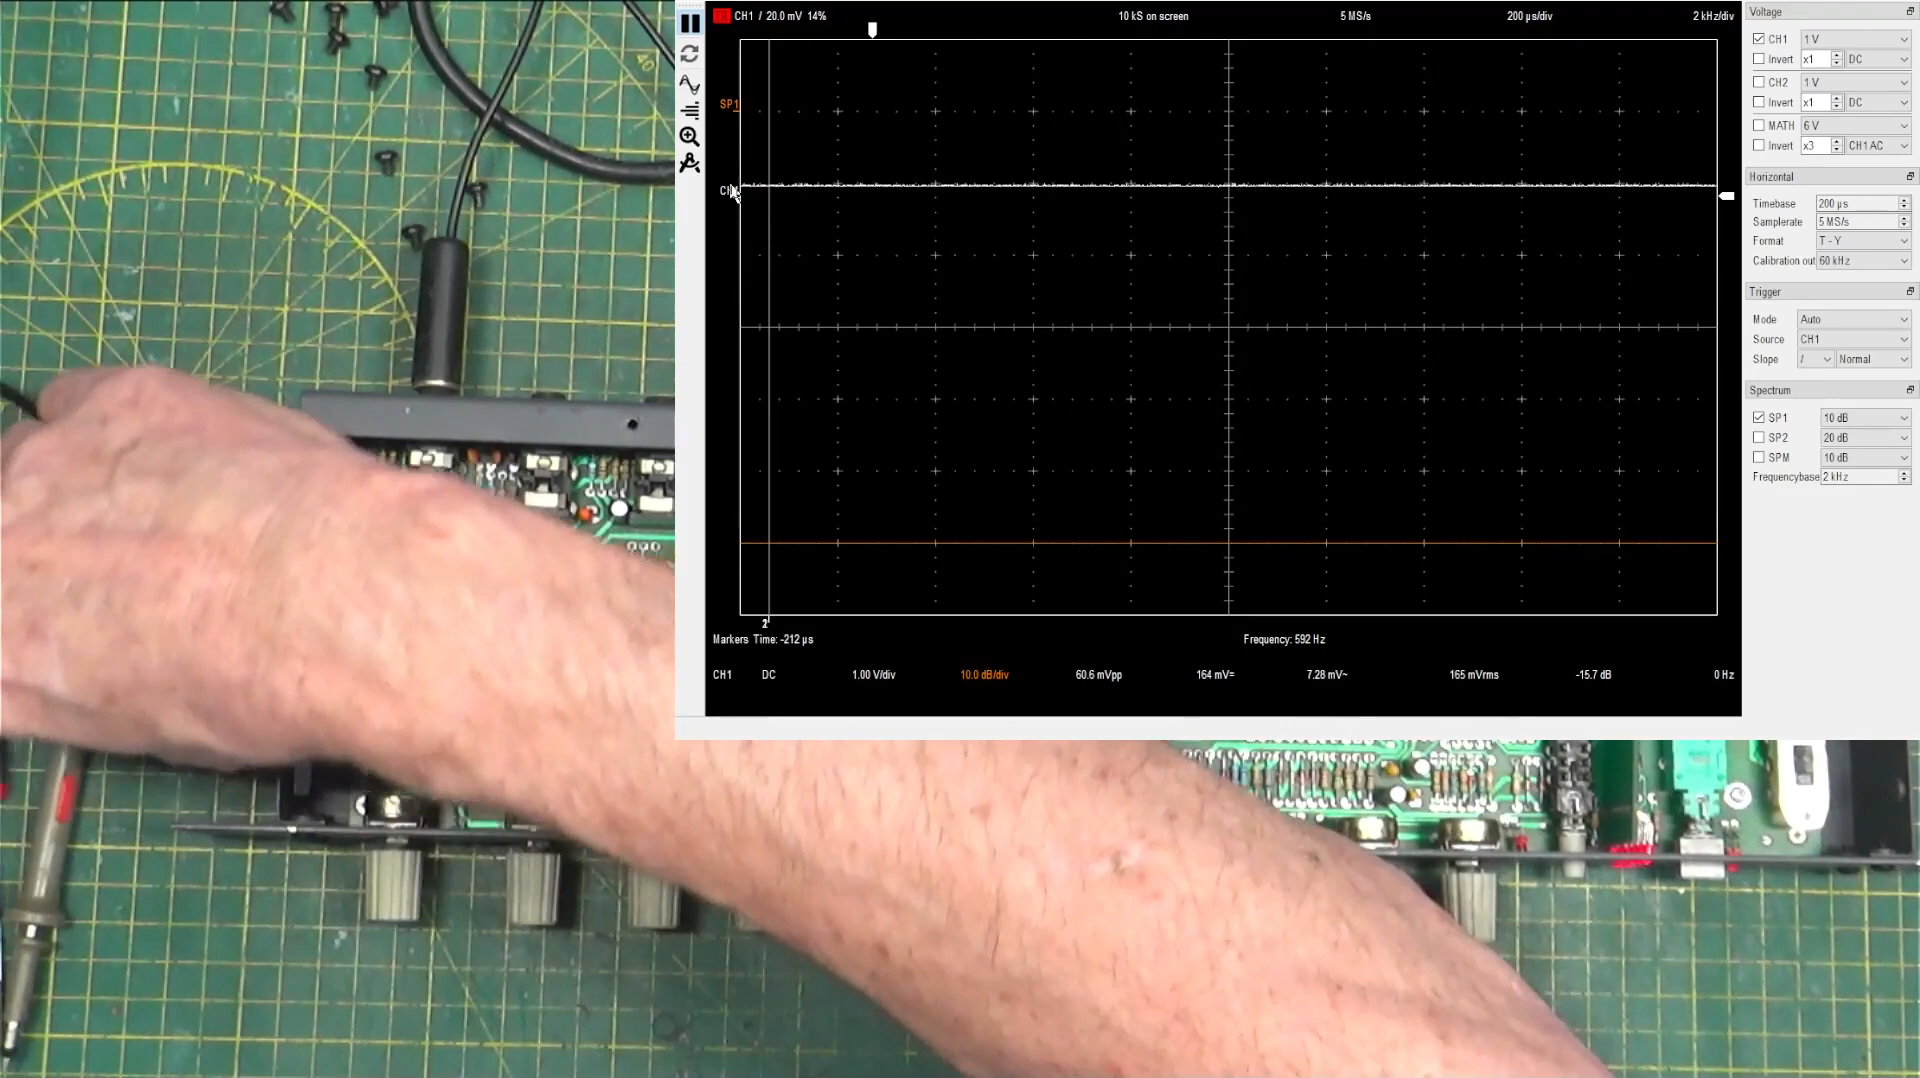 CH1 / 20.0 mV 14%
10 kS on screen
5 MS/s
200 µs/div
2 kHz/div
SP1
Markers Time: -212 µs
Frequency: 592 Hz
CH1 DC 1.00 V/div 10.0 dB/div 60.6 mVpp 164 mV= 7.28 mV~ 165 mVrms -15.7 dB 0 Hz
Voltage
CH1 1 V
Invert x1 DC
CH2 1 V
Invert x1 DC
MATH 6 V
Invert x3 CH1 AC
Horizontal
Timebase 200 µs
Samplerate 5 MS/s
Format T - Y
Calibration out 60 kHz
Trigger
Mode Auto
Source CH1
Slope / Normal
Spectrum
SP1 10 dB
SP2 20 dB
SPM 10 dB
Frequencybase 2 kHz
40